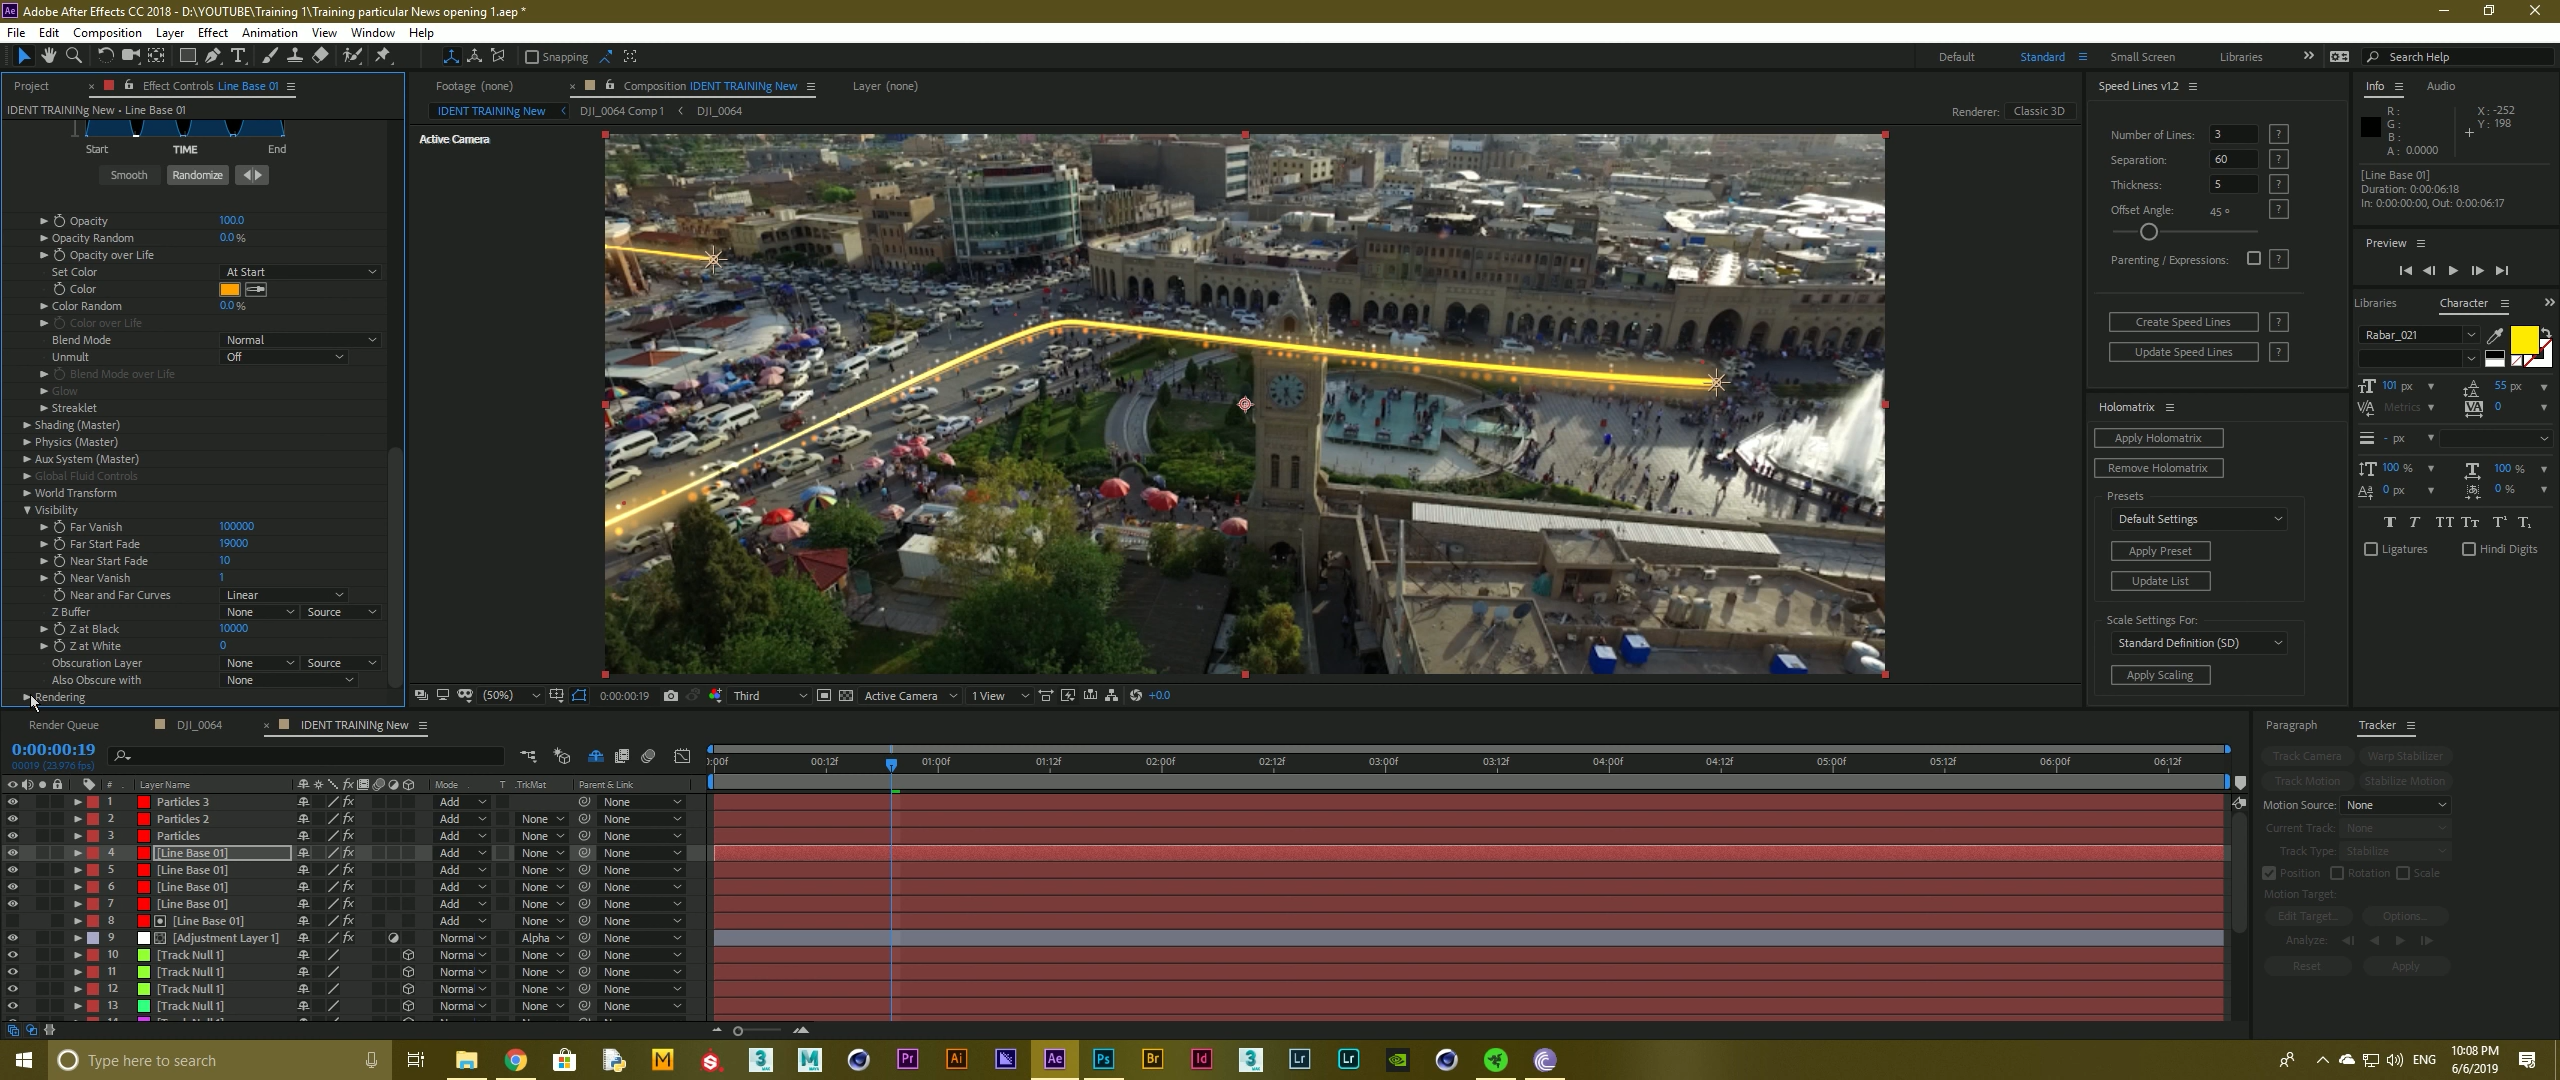 Adobe After Effects CC 2018 - D:\YOUTUBE\Training 1\Training particular News opening 1.aep *
File Edit Composition Layer Effect Animation View Window Help
Snapping
Default Standard Small Screen Libraries Search Help
Project Effect Controls Line Base 01
IDENT TRAININg New • Line Base 01
Start TIME End
Smooth Randomize
Opacity 100.0
Opacity Random 0.0 %
Opacity over Life
Set Color At Start
Color
Color Random 0.0 %
Color over Life
Blend Mode Normal
Unmult Off
Blend Mode over Life
Glow
Streaklet
Shading (Master)
Physics (Master)
Aux System (Master)
Global Fluid Controls
World Transform
Visibility
Far Vanish 100000
Far Start Fade 19000
Near Start Fade 10
Near Vanish 1
Near and Far Curves Linear
Z Buffer None Source
Z at Black 10000
Z at White 0
Obscuration Layer None Source
Also Obscure with None
Rendering
Footage (none) Composition IDENT TRAININg New Layer (none)
IDENT TRAININg New DJI_0064 Comp 1 DJI_0064
Renderer: Classic 3D
Active Camera
(50%) 0:00:00:19 Third Active Camera 1 View +0.0
Speed Lines v1.2
Number of Lines: 3 ?
Separation: 60 ?
Thickness: 5 ?
Offset Angle: 45 ° ?
Parenting / Expressions: ?
Create Speed Lines ?
Update Speed Lines ?
Holomatrix
Apply Holomatrix
Remove Holomatrix
Presets
Default Settings
Apply Preset
Update List
Scale Settings For:
Standard Definition (SD)
Apply Scaling
Info Audio
R :
G :
B :
A : 0.0000
X : -252
Y : 198
[Line Base 01]
Duration: 0:00:06:18
In: 0:00:00:00, Out: 0:00:06:17
Preview
Libraries Character
Rabar_021
101 px 55 px
Metrics 0
- px
100 % 100 %
0 px 0 %
Ligatures Hindi Digits
Render Queue DJI_0064 IDENT TRAININg New
0:00:00:19
00019 (23.976 fps)
:00f 00:12f 01:00f 01:12f 02:00f 02:12f 03:00f 03:12f 04:00f 04:12f 05:00f 05:12f 06:00f 06:12f
# Layer Name Mode T .TrkMat Parent & Link
1 Particles 3 Add None
2 Particles 2 Add None None
3 Particles Add None None
4 [Line Base 01] Add None None
5 [Line Base 01] Add None None
6 [Line Base 01] Add None None
7 [Line Base 01] Add None None
8 [Line Base 01] Add None None
9 [Adjustment Layer 1] Norma Alpha None
10 [Track Null 1] Norma None None
11 [Track Null 1] Norma None None
12 [Track Null 1] Norma None None
13 [Track Null 1] Norma None None
Paragraph Tracker
Track Camera Warp Stabilizer
Track Motion Stabilize Motion
Motion Source: None
Current Track: None
Track Type: Stabilize
Position Rotation Scale
Motion Target:
Edit Target... Options...
Analyze:
Reset Apply
Type here to search
ENG
10:08 PM
6/6/2019